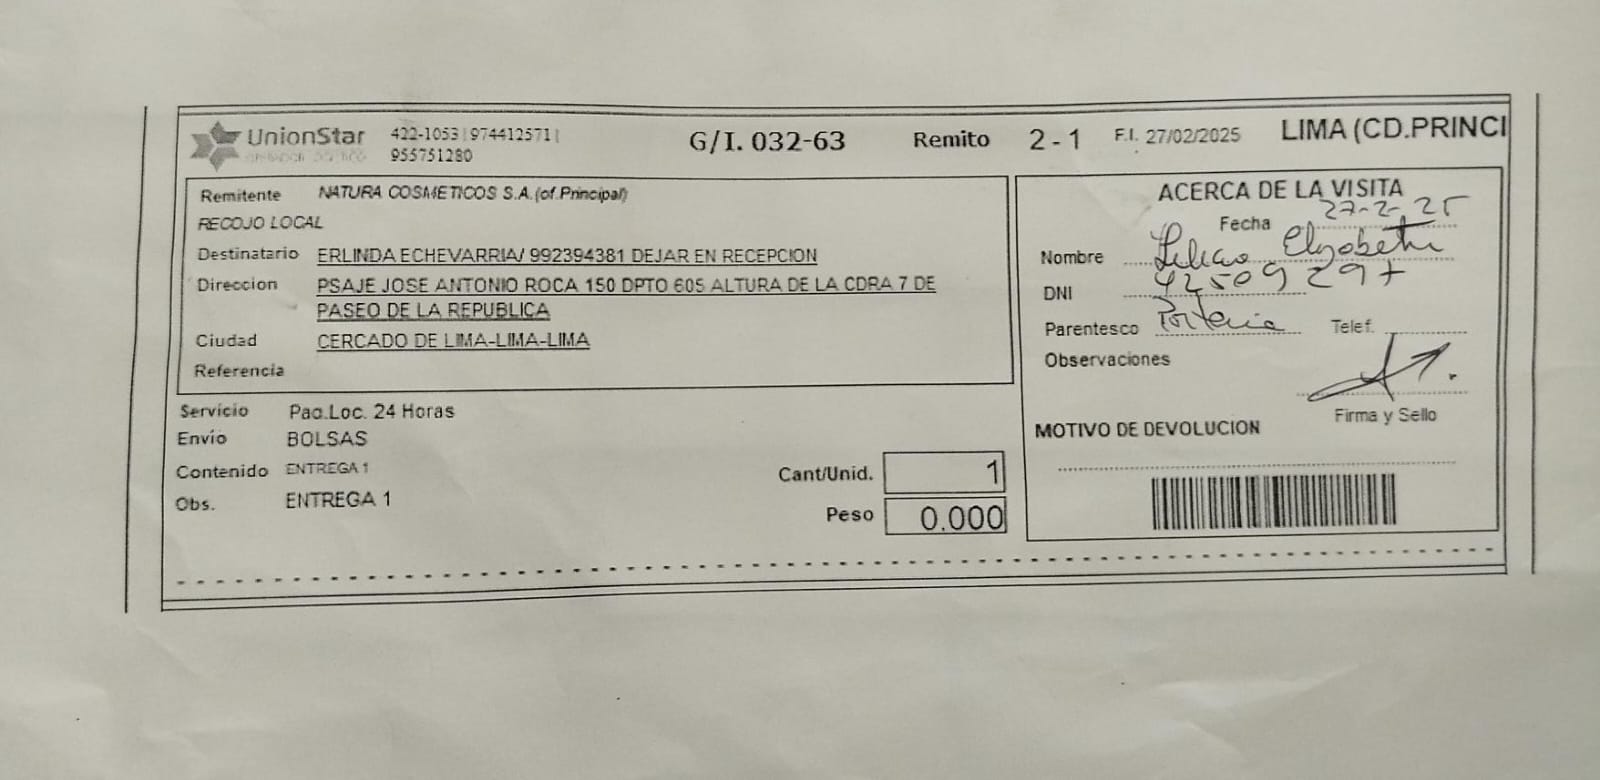 UnionStar 422-1053|974412571|
955751280
G/I. 032-63 Remito 2 - 1 F.I. 27/02/2025 LIMA (CD.PRINCI
Remitente NATURA COSMETICOS S.A.(of.Principal)
RECOJO LOCAL
Destinatario ERLINDA ECHEVARRIA/ 992394381 DEJAR EN RECEPCION
Direccion PSAJE JOSE ANTONIO ROCA 150 DPTO 605 ALTURA DE LA CDRA 7 DE
PASEO DE LA REPUBLICA
Ciudad CERCADO DE LIMA-LIMA-LIMA
Referencia
ACERCA DE LA VISITA
Fecha 27-2-25
Nombre Elizabeth
DNI 42509297
Parentesco Porteria Telef.
Observaciones
Firma y Sello
MOTIVO DE DEVOLUCION
Servicio Paq.Loc. 24 Horas
Envío BOLSAS
Contenido ENTREGA 1
Obs. ENTREGA 1
Cant/Unid. 1
Peso 0.000